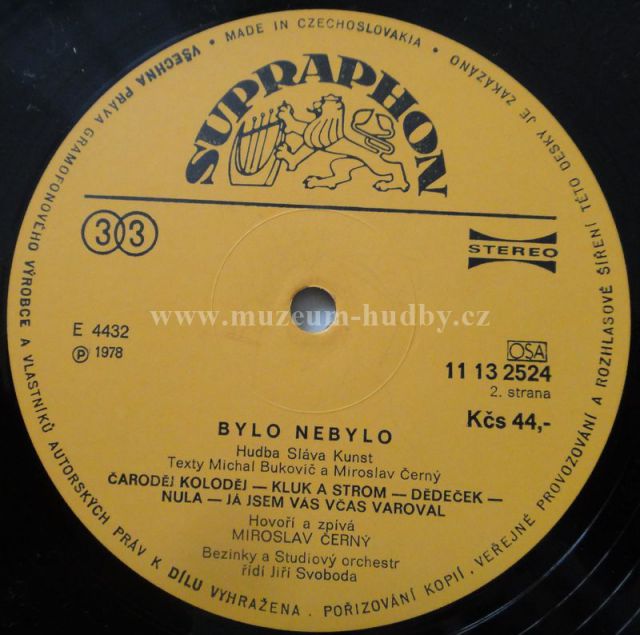 VŠECHNA PRÁVA GRAMOFONOVÉHO VÝROBCE A VLASTNÍKŮ AUTORSKÝCH PRÁV K DÍLU VYHRAŽENA . POŘIZOVÁNÍ KOPIÍ . VEŘEJNÉ PROVOZOVÁNÍ A ROZHLASOVÉ ŠÍŘENÍ TÉTO DESKY JE ZAKÁZÁNO • MADE IN CZECHOSLOVAKIA •
SUPRAPHON
33
STEREO
www.muzeum-hudby.cz
E 4432
Ⓟ 1978
OSA
11 13 2524
2. strana
Kčs 44,-
BYLO NEBYLO
Hudba Sláva Kunst
Texty Michal Bukovič a Miroslav Černý
ČARODĚJ KOLODĚJ — KLUK A STROM — DĚDEČEK —
NULA — JÁ JSEM VÁS VČAS VAROVAL
Hovoří a zpívá
MIROSLAV ČERNÝ
Bezinky a Studiový orchestr
řídí Jiří Svoboda